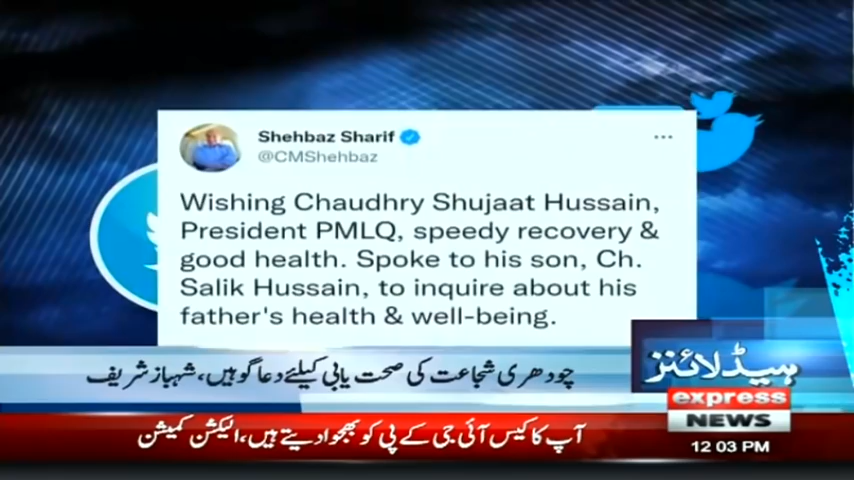 Shehbaz Sharif
@CMShehbaz
Wishing Chaudhry Shujaat Hussain,
President PMLQ, speedy recovery &
good health. Spoke to his son, Ch.
Salik Hussain, to inquire about his
father's health & well-being.
چودھری شجاعت کی صحت یابی کیلئے دعا گو ہیں، شہباز شریف
ہیڈلائنز
express
NEWS
آپ کا کیس آئی جی کے پی کو بھجوا دیتے ہیں، الیکشن کمیشن
12 03 PM